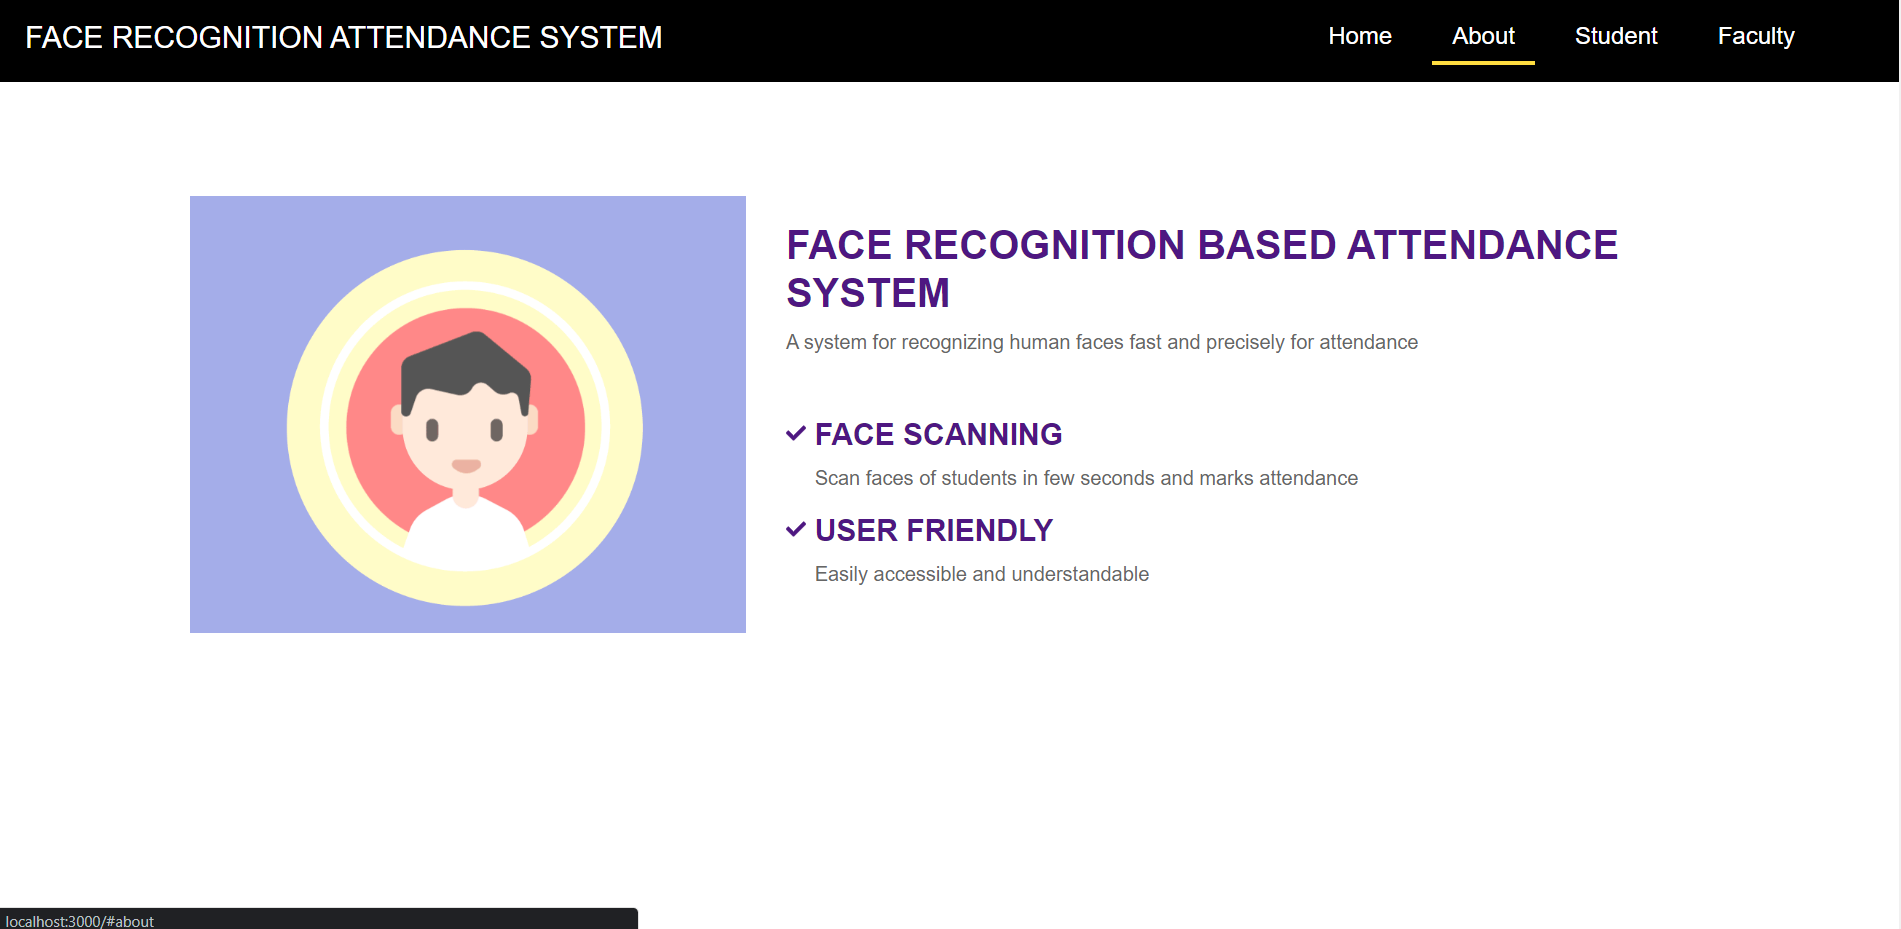 FACE RECOGNITION ATTENDANCE SYSTEM
Home About Student Faculty
FACE RECOGNITION BASED ATTENDANCE
SYSTEM
A system for recognizing human faces fast and precisely for attendance
FACE SCANNING
Scan faces of students in few seconds and marks attendance
USER FRIENDLY
Easily accessible and understandable
localhost:3000/#about